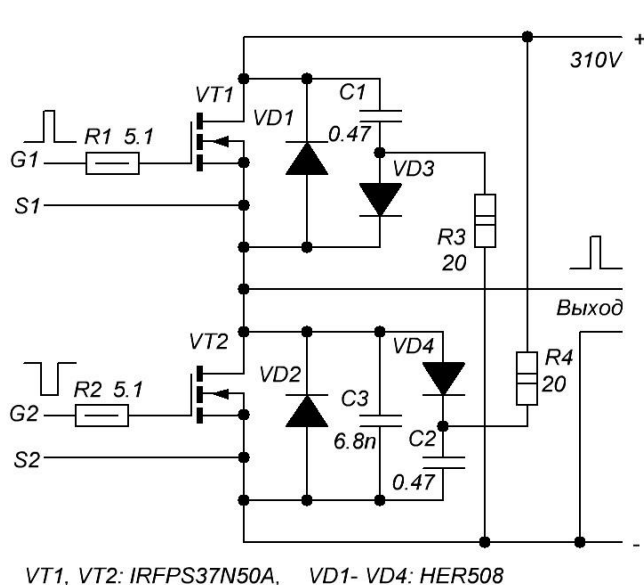 +
310V
VT1
C1
VD1
0.47
R1 5.1
G1
VD3
S1
R3
20
Выход
VT2
VD4
R4
20
R2 5.1
VD2
C3
G2
6.8n
C2
S2
0.47
-
VT1, VT2: IRFPS37N50A, VD1- VD4: HER508